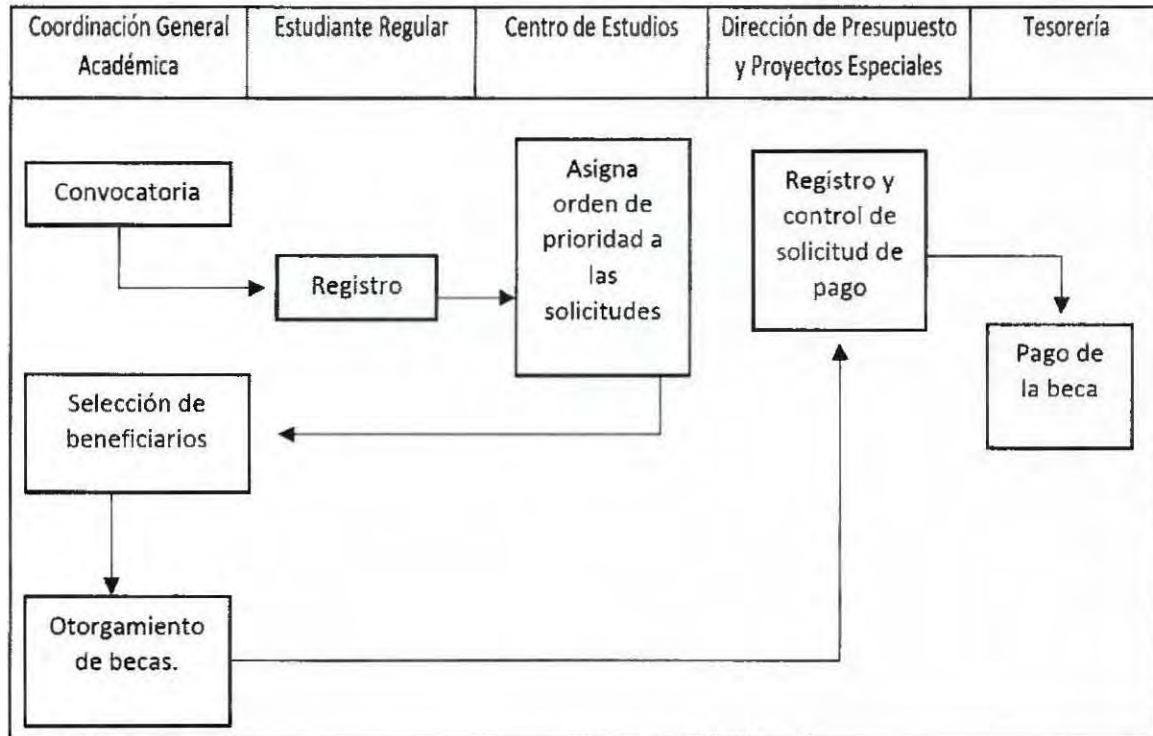 Coordinación General
Académica
Estudiante Regular
Centro de Estudios
Dirección de Presupuesto
y Proyectos Especiales
Tesorería
Convocatoria
Registro
Asigna
orden de
prioridad a
las
solicitudes
Registro y
control de
solicitud de
pago
Pago de
la beca
Selección de
beneficiarios
Otorgamiento
de becas.